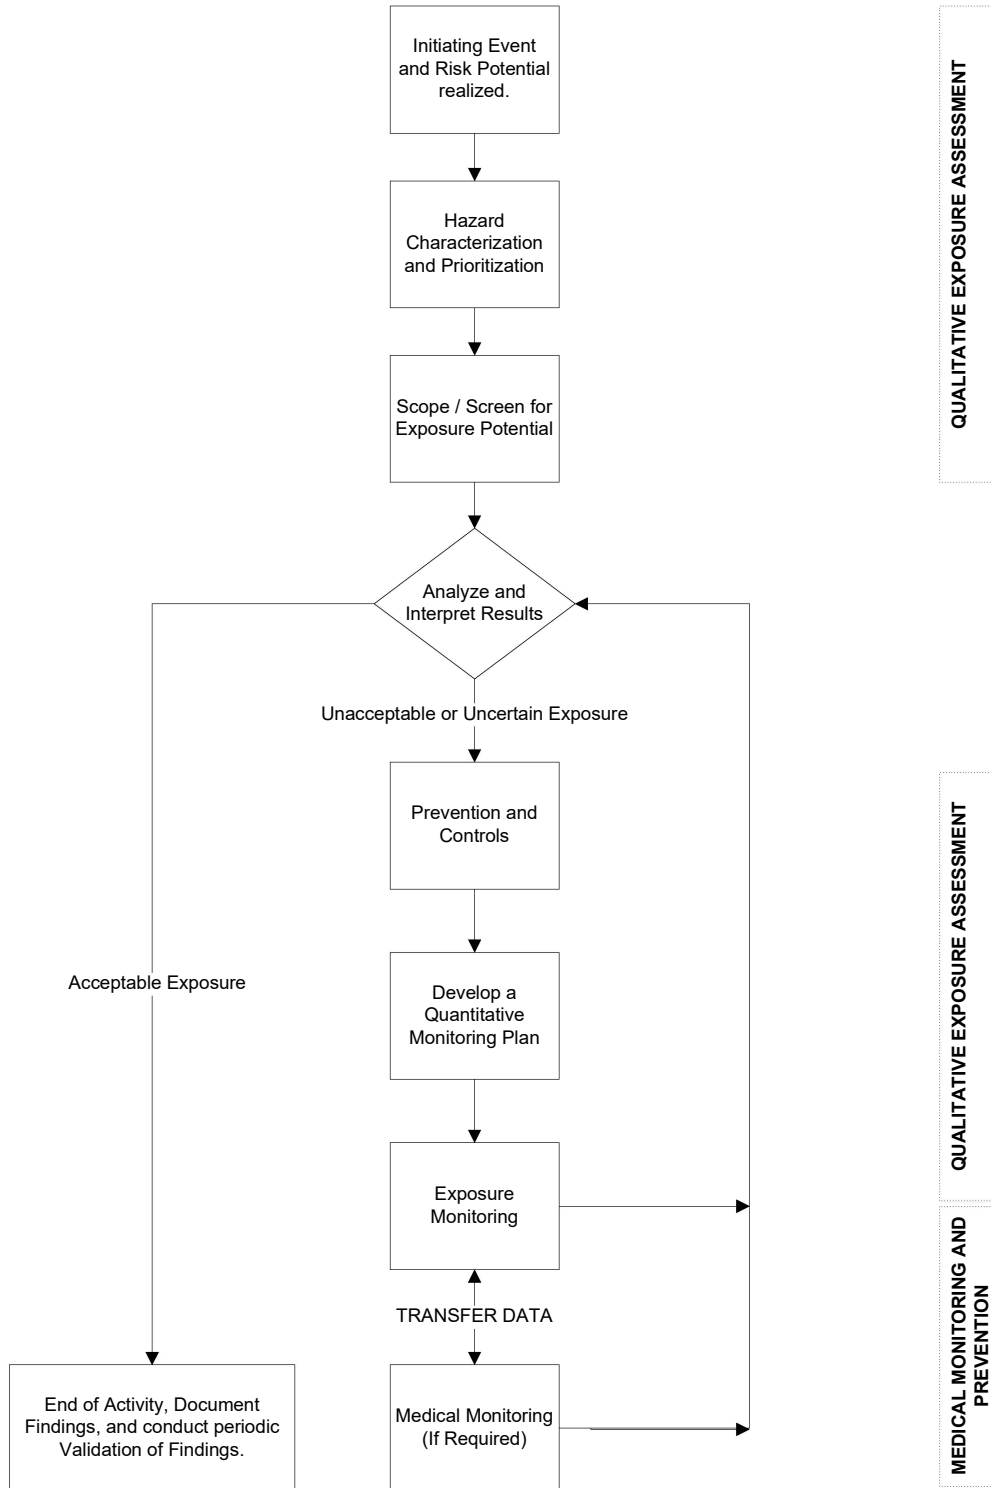 Initiating Event
and Risk Potential
realized.
Hazard
Characterization
and Prioritization
Scope / Screen for
Exposure Potential
Analyze and
Interpret Results
Unacceptable or Uncertain Exposure
Prevention and
Controls
Acceptable Exposure
Develop a
Quantitative
Monitoring Plan
Exposure
Monitoring
TRANSFER DATA
End of Activity, Document
Findings, and conduct periodic
Validation of Findings.
Medical Monitoring
(If Required)
QUALITATIVE EXPOSURE ASSESSMENT
QUALITATIVE EXPOSURE ASSESSMENT
MEDICAL MONITORING AND
PREVENTION